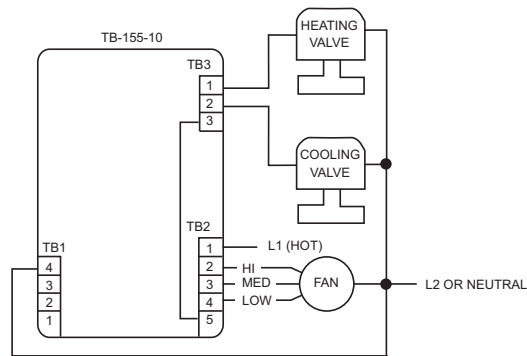 TB-155-10
HEATING
VALVE
TB3
1
2
3
COOLING
VALVE
TB2
1
L1 (HOT)
2
HI
3
MED
4
LOW
5
FAN
L2 OR NEUTRAL
TB1
4
3
2
1